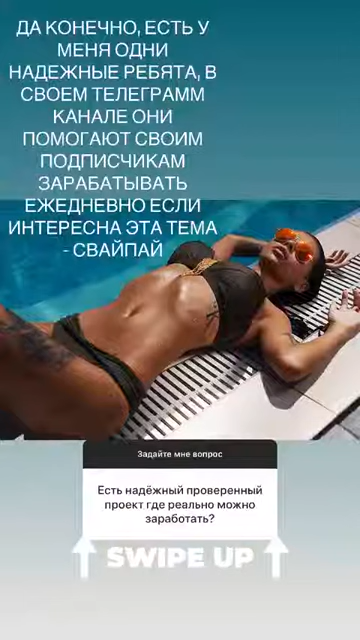 ДА КОНЕЧНО, ЕСТЬ У
МЕНЯ ОДНИ
НАДЕЖНЫЕ РЕБЯТА, В
СВОЕМ ТЕЛЕГРАММ
КАНАЛЕ ОНИ
ПОМОГАЮТ СВОИМ
ПОДПИСЧИКАМ
ЗАРАБАТЫВАТЬ
ЕЖЕДНЕВНО ЕСЛИ
ИНТЕРЕСНА ЭТА ТЕМА
- СВАЙПАЙ
Задайте мне вопрос
Есть надёжный проверенный
проект где реально можно
заработать?
SWIPE UP